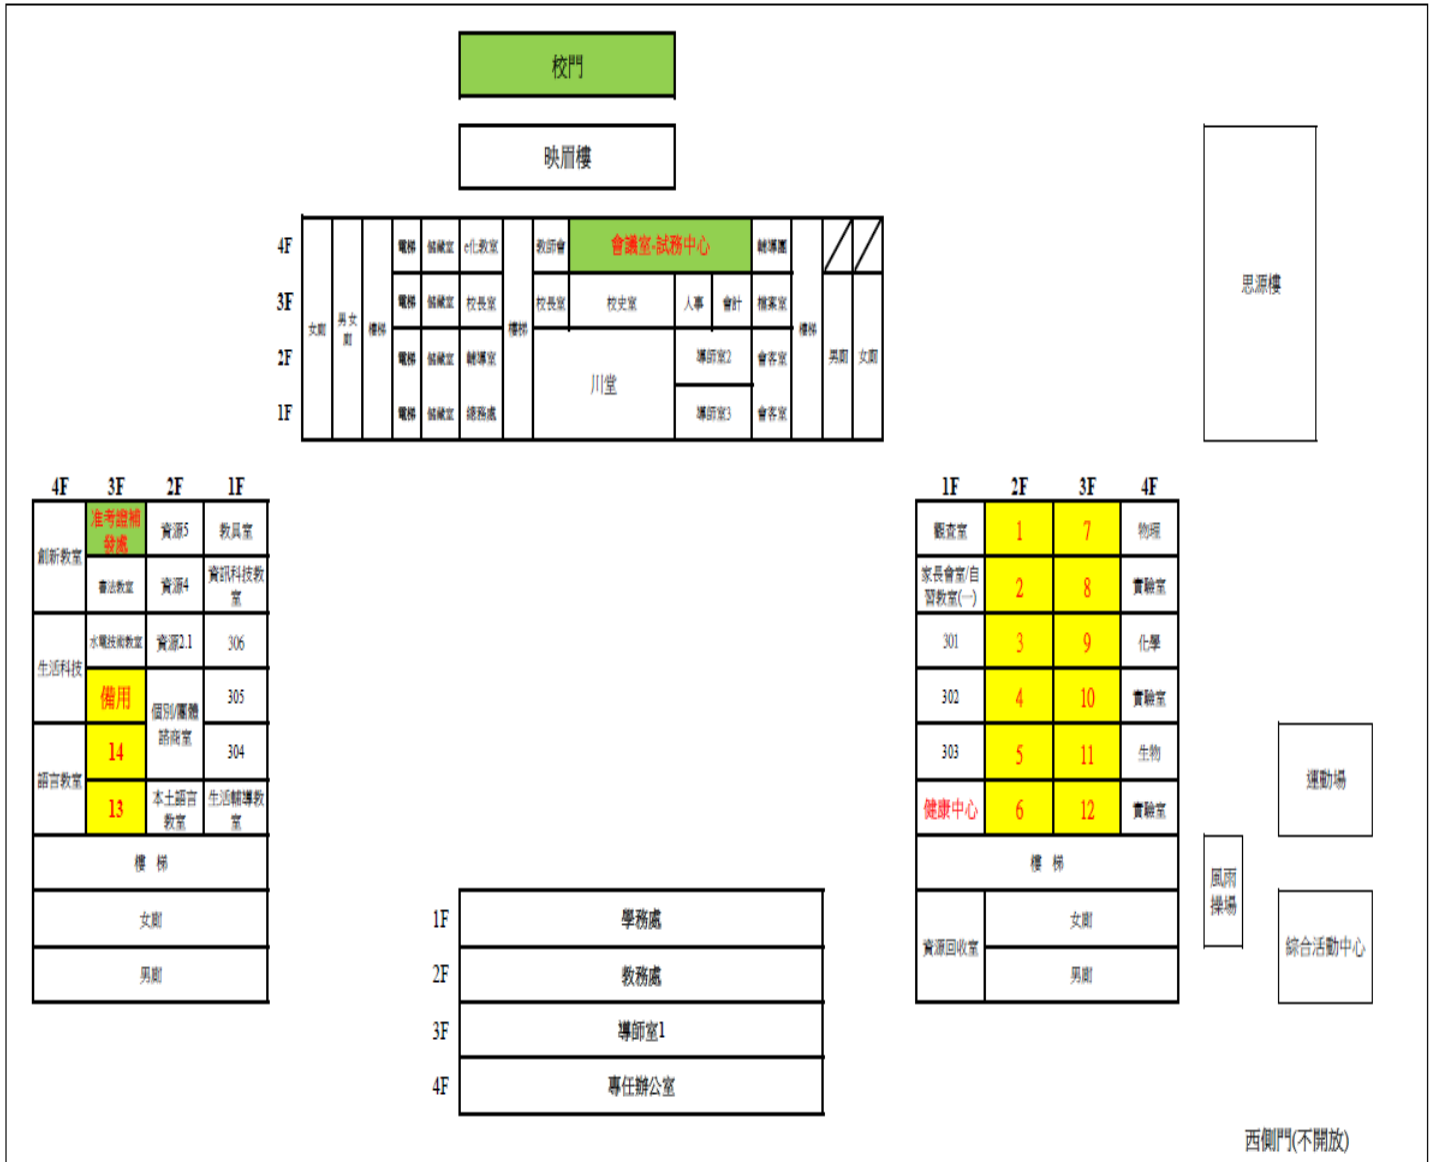 校門
映眉樓
思源樓
4F
3F
2F
1F
女廁
男女
廁
樓梯
電梯 儲藏室 e化教室
電梯 儲藏室 校長室
電梯 儲藏室 輔導室
電梯 儲藏室 總務處
樓梯
教師會 會議室-試務中心 輔導團
校長室 校史室 人事 會計 檔案室
川堂
導師室2 會客室
導師室3 會客室
樓梯
男廁
女廁
4F 3F 2F 1F
創新教室
准考證補
發處
資源5 教具室
書法教室 資源4
資訊科技教
室
生活科技
水電技術教室 資源2.1 306
備用
個別/團體
諮商室
305
語言教室
14 304
13
本土語言
教室
生活輔導教
室
樓 梯
女廁
男廁
1F 學務處
2F 教務處
3F 導師室1
4F 專任辦公室
1F 2F 3F 4F
觀查室 1 7 物理
家長會室/自
習教室(一)
2 8 實驗室
301 3 9 化學
302 4 10 實驗室
303 5 11 生物
健康中心 6 12 實驗室
樓 梯
資源回收室
女廁
男廁
風雨
操場
運動場
綜合活動中心
西側門(不開放)